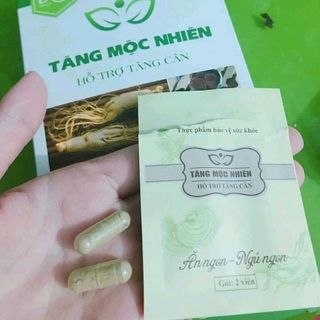 TĂNG MỘC NHIÊN
HỖ TRỢ TĂNG CÂN
Thực phẩm bảo vệ sức khỏe
TĂNG MỘC NHIÊN
HỖ TRỢ TĂNG CÂN
Ăn ngon - Ngủ ngon
Gói: 2 viên